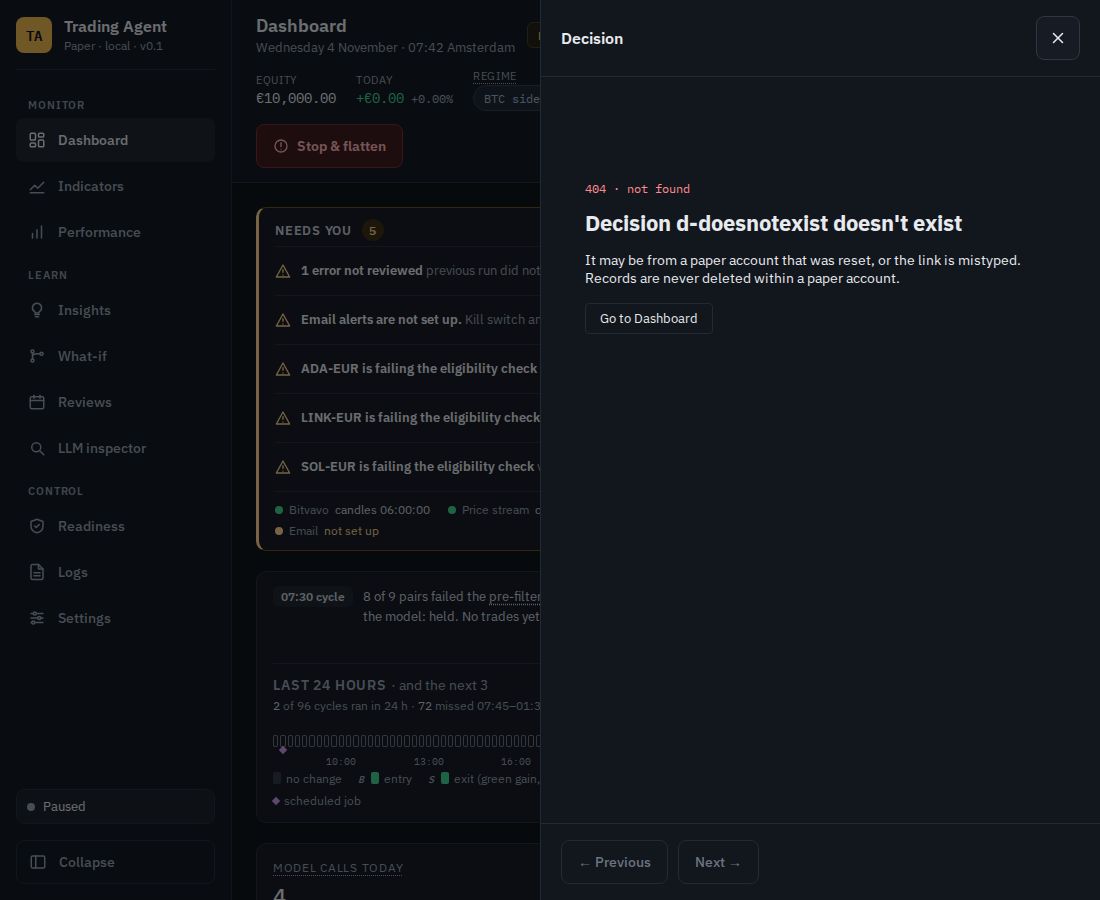 TA
Trading Agent
Paper · local · v0.1
MONITOR
Dashboard
Indicators
Performance
LEARN
Insights
What-if
Reviews
LLM inspector
CONTROL
Readiness
Logs
Settings
Paused
Collapse
Dashboard
Wednesday 4 November · 07:42 Amsterdam
EQUITY
€10,000.00
TODAY
+€0.00 +0.00%
REGIME
BTC side
Stop & flatten
NEEDS YOU 5
1 error not reviewed previous run did not
Email alerts are not set up. Kill switch
ADA-EUR is failing the eligibility check
LINK-EUR is failing the eligibility check
SOL-EUR is failing the eligibility check
Bitvavo candles 06:00:00 Price stream
Email not set up
07:30 cycle 8 of 9 pairs failed the pre-filter
the model: held. No trades yet
LAST 24 HOURS · and the next 3
2 of 96 cycles ran in 24 h · 72 missed 07:45–01:3
10:00 13:00 16:00
no change B entry S exit (green gain,
scheduled job
MODEL CALLS TODAY
4
Decision
404 · not found
Decision d-doesnotexist doesn't exist
It may be from a paper account that was reset, or the link is mistyped.
Records are never deleted within a paper account.
Go to Dashboard
← Previous
Next →